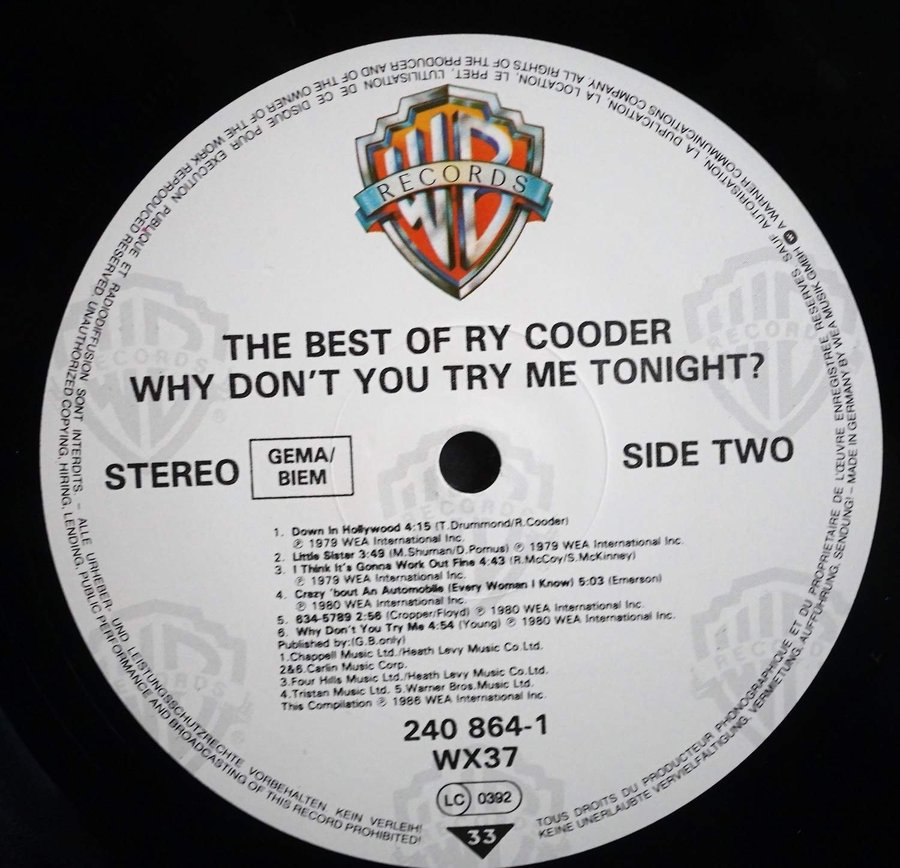 WB
RECORDS
THE BEST OF RY COODER
WHY DON'T YOU TRY ME TONIGHT?
STEREO
GEMA/
BIEM
SIDE TWO
1. Down In Hollywood 4:15 (T.Drummond/R.Cooder)
℗ 1979 WEA International Inc.
2. Little Sister 3:49 (M.Shuman/D.Pomus) ℗ 1979 WEA International Inc.
3. I Think It's Gonna Work Out Fine 4:43 (R.McCoy/S.McKinney)
℗ 1979 WEA International Inc.
4. Crazy 'bout An Automobile (Every Woman I Know) 5:03 (Emerson)
℗ 1980 WEA International Inc.
5. 634-5789 2:56 (Cropper/Floyd) ℗ 1980 WEA International Inc.
6. Why Don't You Try Me 4:54 (Young) ℗ 1980 WEA International Inc.
Published by:(G.B.only)
1.Chappell Music Ltd./Heath Levy Music Co.Ltd.
2&6.Carlin Music Corp.
3.Four Hills Music Ltd./Heath Levy Music Co.Ltd.
4.Tristan Music Ltd. 5.Warner Bros.Music Ltd.
This Compilation ℗ 1986 WEA International Inc.
240 864-1
WX37
LC 0392
33
TOUS DROITS DU PRODUCTEUR PHONOGRAPHIQUE ET DU PROPRIETAIRE DE L'ŒUVRE ENREGISTREE RESERVES. SAUF AUTORISATION, LA DUPLICATION, LA LOCATION, LE PRET, L'UTILISATION DE CE DISQUE POUR EXECUTION PUBLIQUE ET RADIODIFFUSION SONT INTERDITS. - ALLE URHEBER- UND LEISTUNGSSCHUTZRECHTE VORBEHALTEN. KEIN VERLEIH!
KEINE UNERLAUBTE VERVIELFÄLTIGUNG, VERMIETUNG, AUFFÜHRUNG, SENDUNG! - MADE IN GERMANY BY WEA MUSIK GMBH A WARNER COMMUNICATIONS COMPANY. ALL RIGHTS OF THE PRODUCER AND OF THE OWNER OF THE WORK REPRODUCED RESERVED. UNAUTHORIZED COPYING, HIRING, LENDING, PUBLIC PERFORMANCE AND BROADCASTING OF THIS RECORD PROHIBITED!